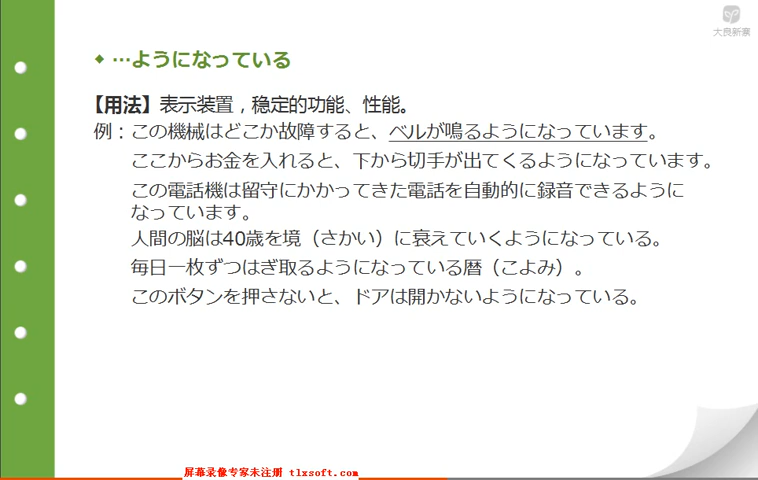 大良新寨
◆ …ようになっている
【用法】表示装置，稳定的功能、性能。
例：この機械はどこか故障すると、ベルが鳴るようになっています。
ここからお金を入れると、下から切手が出てくるようになっています。
この電話機は留守にかかってきた電話を自動的に録音できるように
なっています。
人間の脳は40歳を境（さかい）に衰えていくようになっている。
毎日一枚ずつはぎ取るようになっている暦（こよみ）。
このボタンを押さないと、ドアは開かないようになっている。
屏幕录像专家未注册 tlxsoft.com